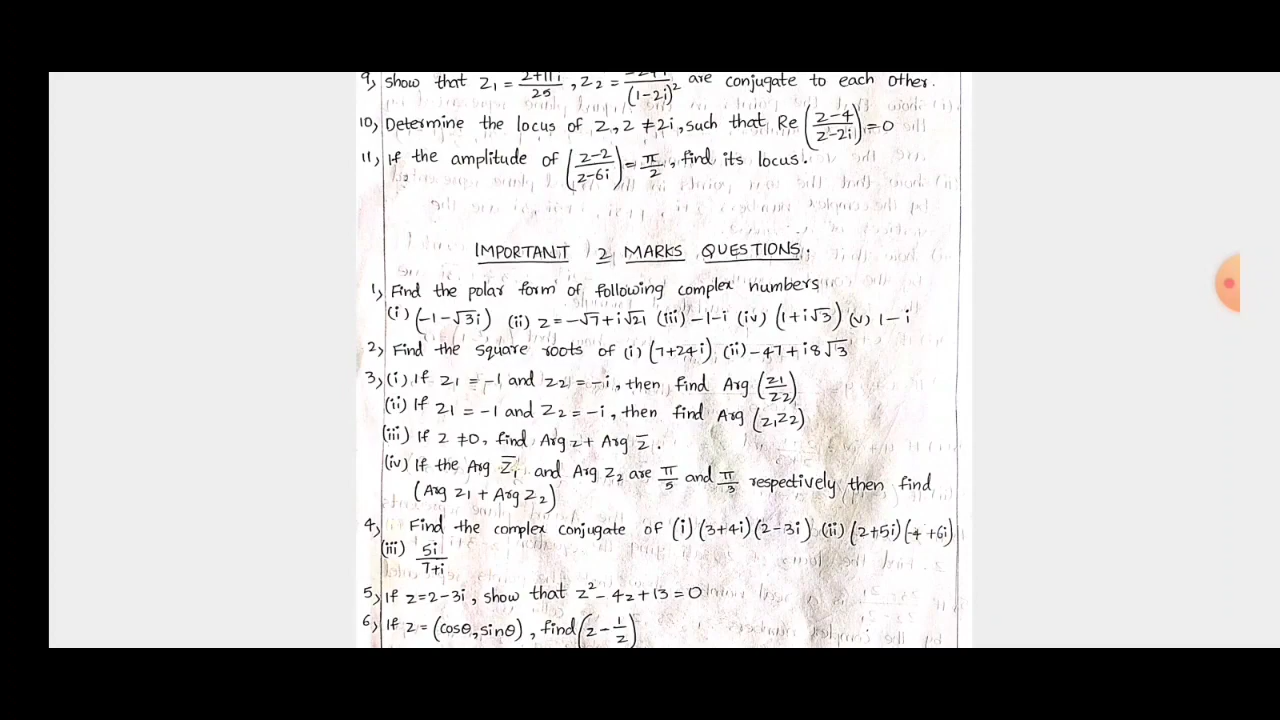 9) Show that Z1 = 2+11i/25 , Z2 = -2+i/(1-2i)² are conjugate to each other.
10) Determine the locus of Z, Z ≠ 2i, such that Re (Z-4/Z-2i) = 0
11) If the amplitude of (Z-2/Z-6i) = π/2, find its locus.
IMPORTANT 2 MARKS QUESTIONS.
1) Find the polar form of following complex numbers
(i) (-1-√3i) (ii) Z = -√7+i√21 (iii) -1-i (iv) (1+i√3) (v) 1-i
2) Find the square roots of (i) (7+24i) (ii) -47+i8√3
3) (i) If Z1 = -1 and Z2 = -i, then find Arg (Z1/Z2)
(ii) If Z1 = -1 and Z2 = -i, then find Arg (Z1Z2)
(iii) If Z ≠ 0, find Arg Z + Arg Z̅.
(iv) If the Arg Z̅1 and Arg Z2 are π/5 and π/3 respectively then find
(Arg Z1 + Arg Z2)
4) Find the complex conjugate of (i) (3+4i)(2-3i) (ii) (2+5i)(-4+6i)
(iii) 5i/7+i
5) If Z=2-3i, show that Z²-4Z+13=0
6) If Z = (cosθ, sinθ), find (Z-1/Z)